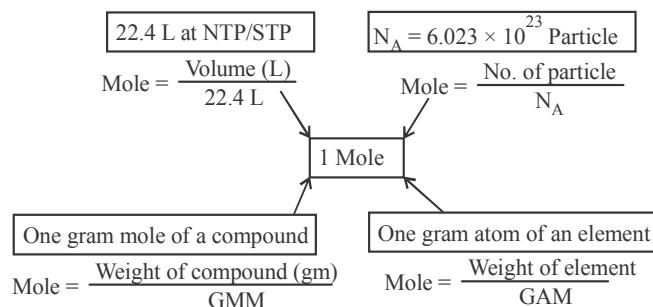 22.4 L at NTP/STP
N_A = 6.023 × 10^23 Particle
Mole = Volume (L) / 22.4 L
Mole = No. of particle / N_A
1 Mole
One gram mole of a compound
One gram atom of an element
Mole = Weight of compound (gm) / GMM
Mole = Weight of element / GAM